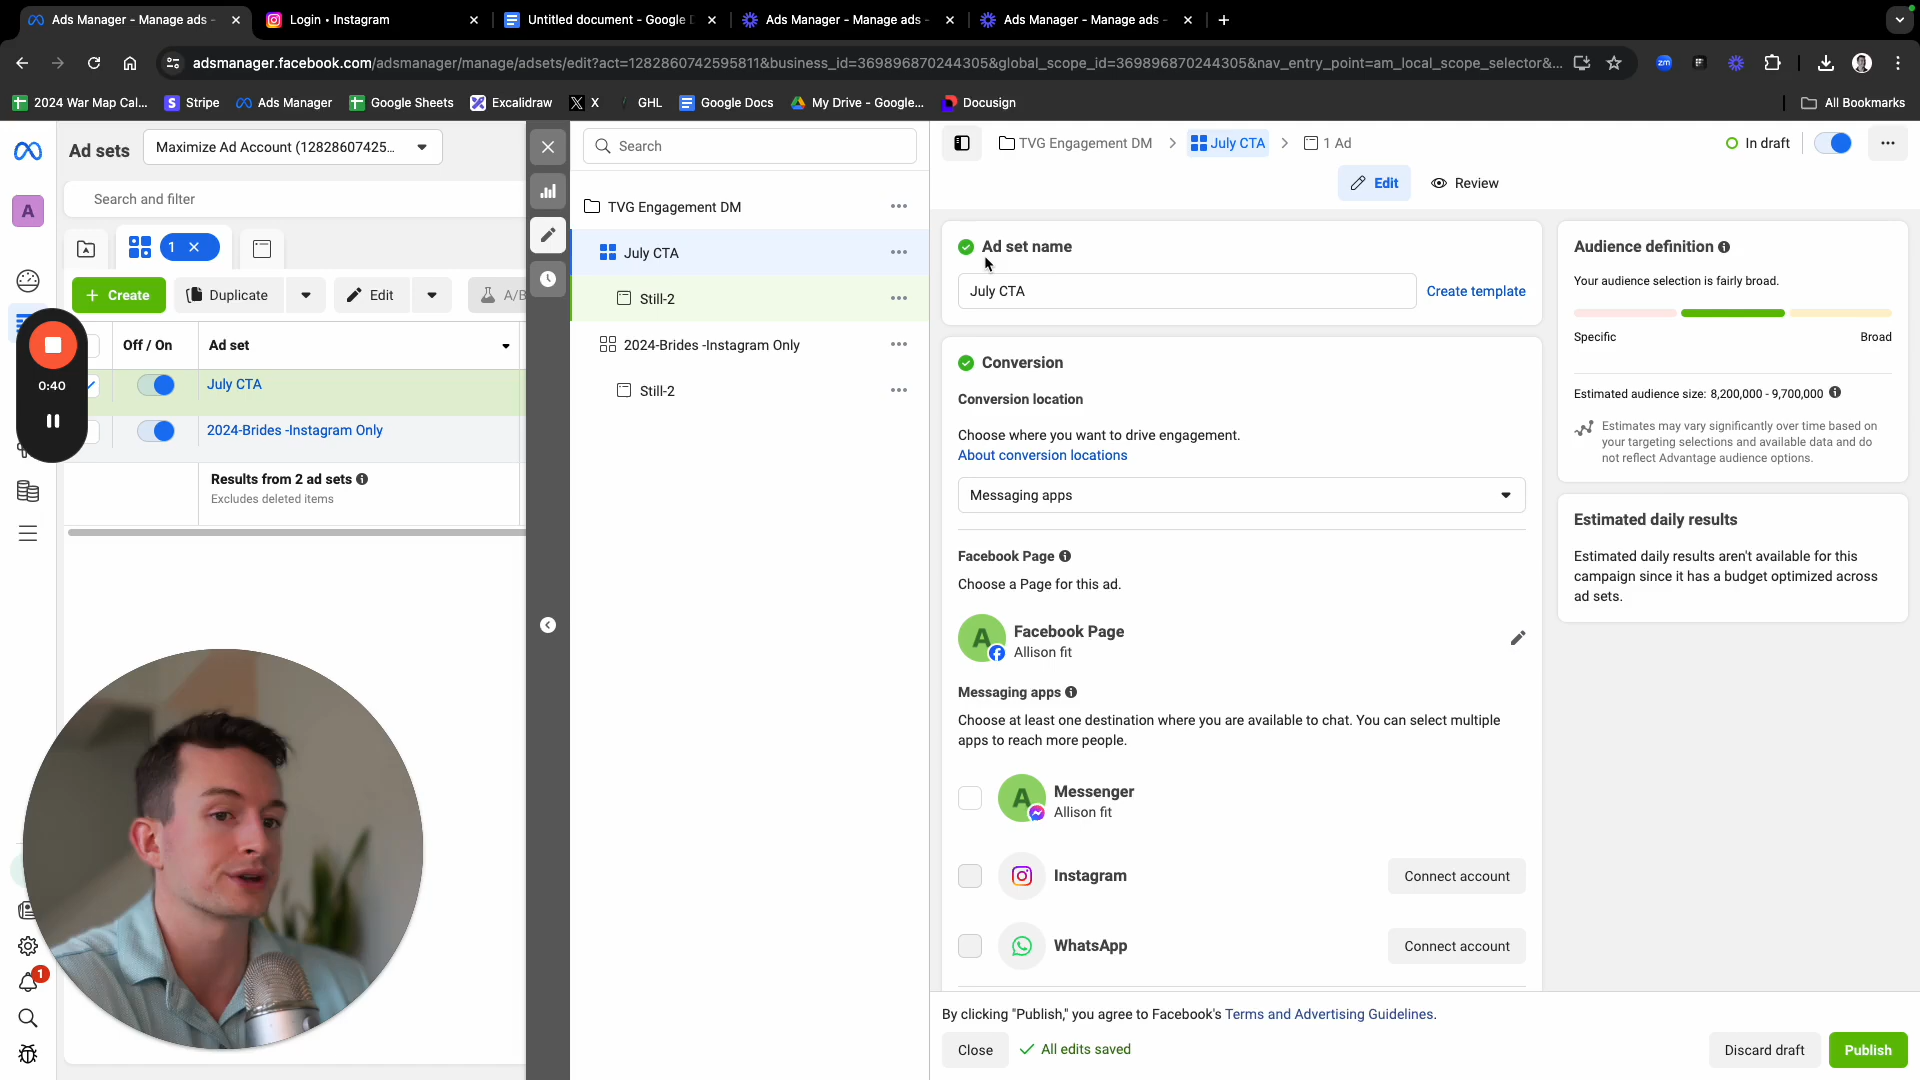 Ads Manager - Manage ads -
Login • Instagram
Untitled document - Google D
Ads Manager - Manage ads -
Ads Manager - Manage ads -
adsmanager.facebook.com/adsmanager/manage/adsets/edit?act=1282860742595811&business_id=369896870244305&global_scope_id=369896870244305&nav_entry_point=am_local_scope_selector&...
2024 War Map Cal...
Stripe
Ads Manager
Google Sheets
Excalidraw
X
GHL
Google Docs
My Drive - Google...
Docusign
All Bookmarks
Ad sets
Maximize Ad Account (12828607425...
Search and filter
A
1
Create
Duplicate
Edit
A/B
Off / On
Ad set
July CTA
2024-Brides -Instagram Only
Results from 2 ad sets
Excludes deleted items
0:40
1
Search
TVG Engagement DM
July CTA
Still-2
2024-Brides -Instagram Only
Still-2
TVG Engagement DM
July CTA
1 Ad
In draft
Edit
Review
Ad set name
July CTA
Create template
Conversion
Conversion location
Choose where you want to drive engagement.
About conversion locations
Messaging apps
Facebook Page
Choose a Page for this ad.
A
Facebook Page
Allison fit
Messaging apps
Choose at least one destination where you are available to chat. You can select multiple
apps to reach more people.
A
Messenger
Allison fit
Instagram
Connect account
WhatsApp
Connect account
Audience definition
Your audience selection is fairly broad.
Specific
Broad
Estimated audience size: 8,200,000 - 9,700,000
Estimates may vary significantly over time based on
your targeting selections and available data and do
not reflect Advantage audience options.
Estimated daily results
Estimated daily results aren't available for this
campaign since it has a budget optimized across
ad sets.
By clicking "Publish," you agree to Facebook's Terms and Advertising Guidelines.
Close
All edits saved
Discard draft
Publish